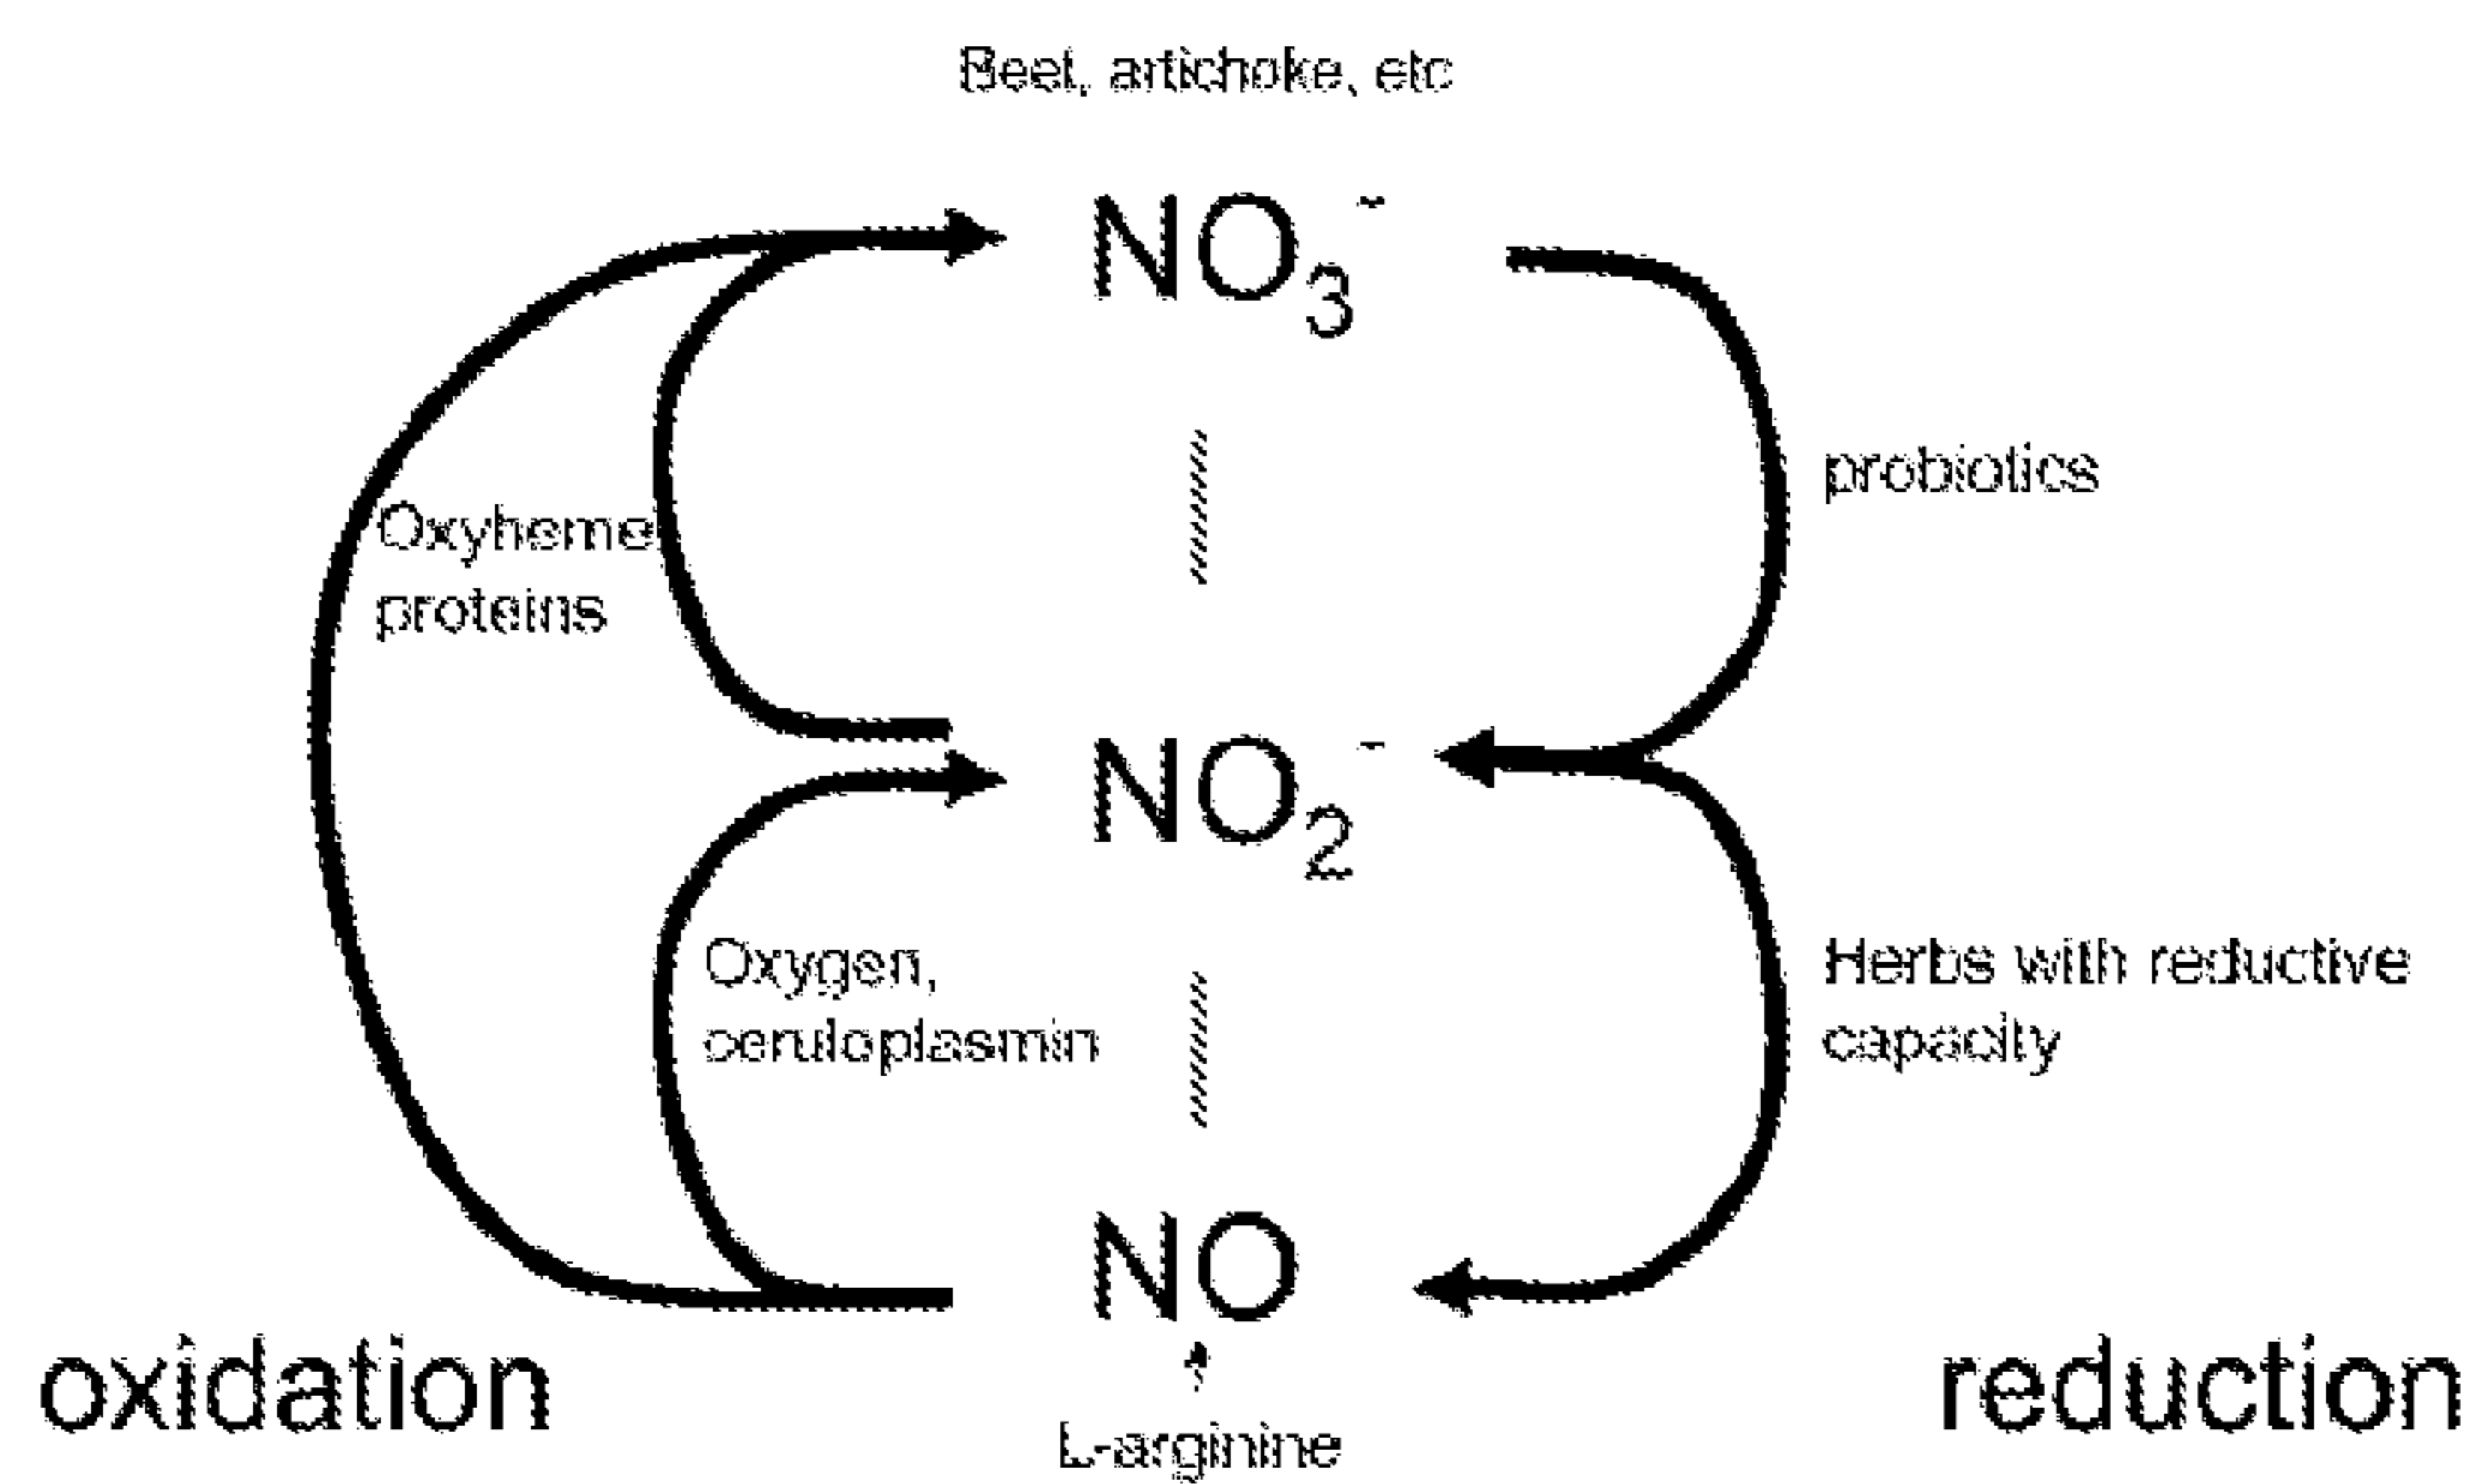 Beet, artichoke, etc
NO3-
probiotics
Oxyheme
proteins
NO2-
Oxygen,
ceruloplasmin
Herbs with reductive
capacity
NO
oxidation
reduction
L-arginine